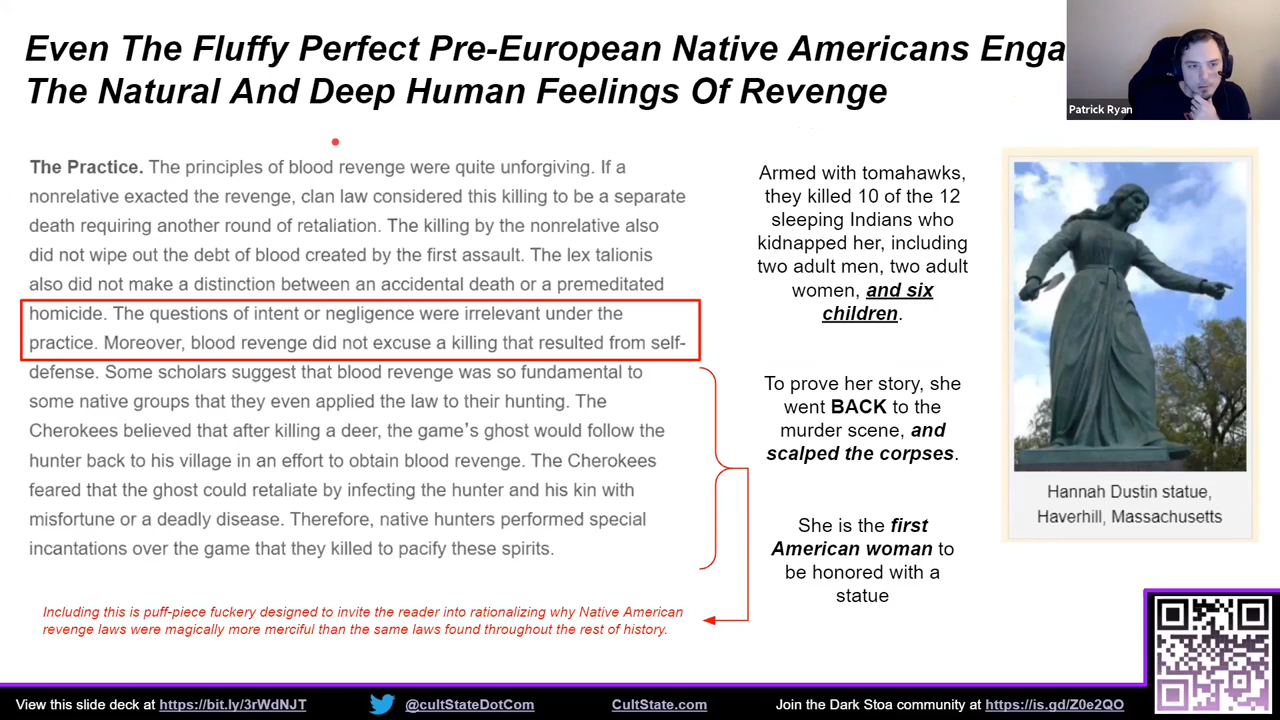 Even The Fluffy Perfect Pre-European Native Americans Enga
The Natural And Deep Human Feelings Of Revenge
Patrick Ryan
The Practice. The principles of blood revenge were quite unforgiving. If a
nonrelative exacted the revenge, clan law considered this killing to be a separate
death requiring another round of retaliation. The killing by the nonrelative also
did not wipe out the debt of blood created by the first assault. The lex talionis
also did not make a distinction between an accidental death or a premeditated
homicide. The questions of intent or negligence were irrelevant under the
practice. Moreover, blood revenge did not excuse a killing that resulted from self-
defense. Some scholars suggest that blood revenge was so fundamental to
some native groups that they even applied the law to their hunting. The
Cherokees believed that after killing a deer, the game's ghost would follow the
hunter back to his village in an effort to obtain blood revenge. The Cherokees
feared that the ghost could retaliate by infecting the hunter and his kin with
misfortune or a deadly disease. Therefore, native hunters performed special
incantations over the game that they killed to pacify these spirits.
Including this is puff-piece fuckery designed to invite the reader into rationalizing why Native American
revenge laws were magically more merciful than the same laws found throughout the rest of history.
Armed with tomahawks,
they killed 10 of the 12
sleeping Indians who
kidnapped her, including
two adult men, two adult
women, and six
children.
To prove her story, she
went BACK to the
murder scene, and
scalped the corpses.
She is the first
American woman to
be honored with a
statue
Hannah Dustin statue,
Haverhill, Massachusetts
View this slide deck at https://bit.ly/3rWdNJT
@cultStateDotCom
CultState.com
Join the Dark Stoa community at https://is.gd/Z0e2QO